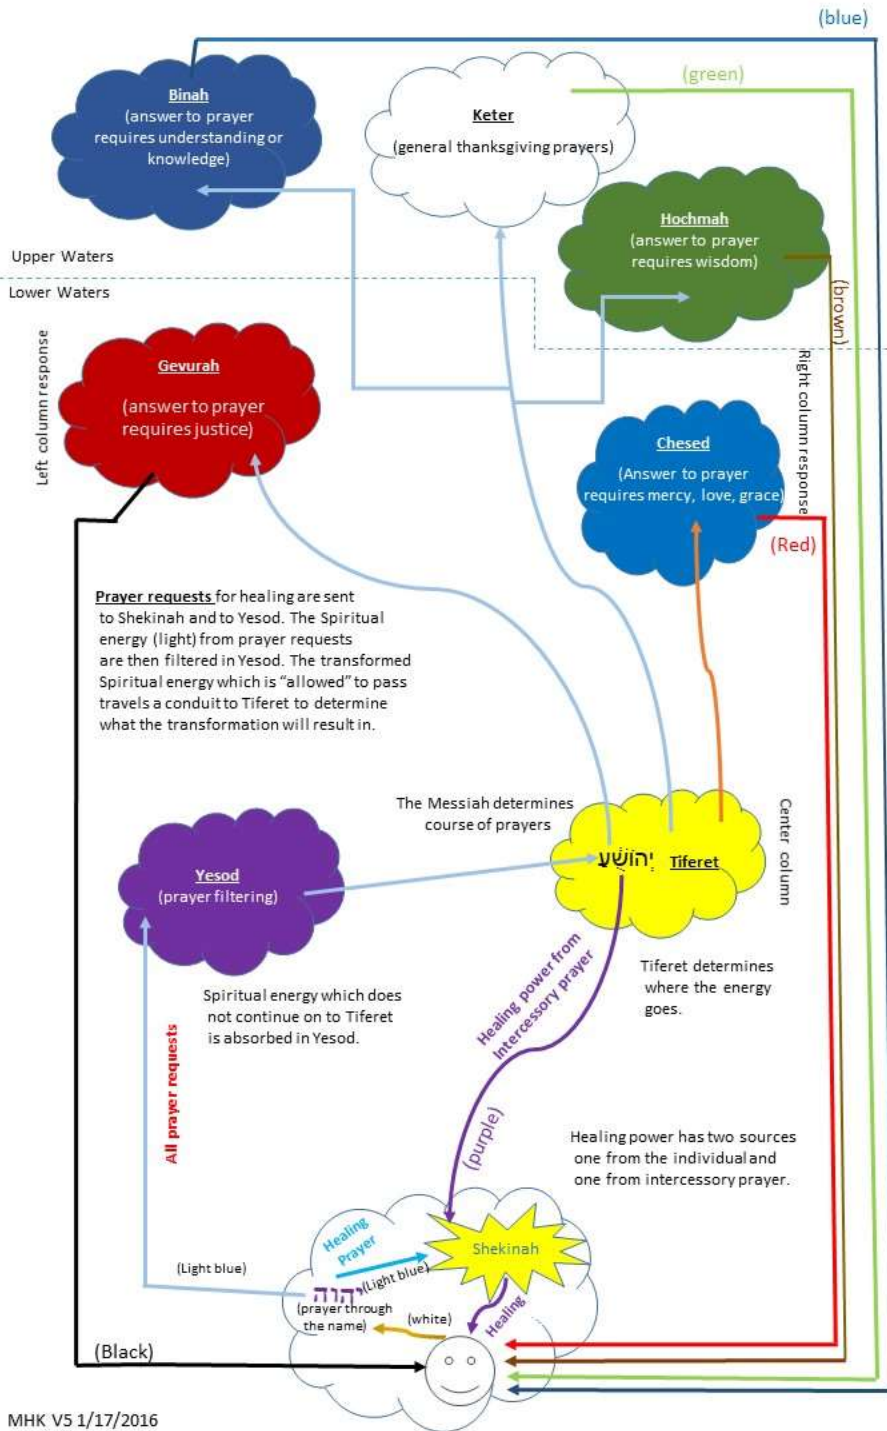 (blue)
Binah
(answer to prayer
requires understanding or
knowledge)
(green)
Keter
(general thanksgiving prayers)
Hochmah
(answer to prayer
requires wisdom)
(brown)
Upper Waters
Lower Waters
Left column response
Gevurah
(answer to prayer
requires justice)
Right column response
Chesed
(Answer to prayer
requires mercy, love, grace)
(Red)
Prayer requests for healing are sent
to Shekinah and to Yesod. The Spiritual
energy (light) from prayer requests
are then filtered in Yesod. The transformed
Spiritual energy which is “allowed” to pass
travels a conduit to Tiferet to determine
what the transformation will result in.
The Messiah determines
course of prayers
Center column
Yesod
(prayer filtering)
יְהוֹשֻׁעַ Tiferet
Healing power from
Intercessory prayer
Tiferet determines
where the energy
goes.
Spiritual energy which does
not continue on to Tiferet
is absorbed in Yesod.
All prayer requests
(purple)
Healing power has two sources
one from the individual and
one from intercessory prayer.
Healing
Prayer
Shekinah
(Light blue)
(Light blue)
יהוה
(prayer through
the name)
(white)
Healing
(Black)
MHK V5 1/17/2016